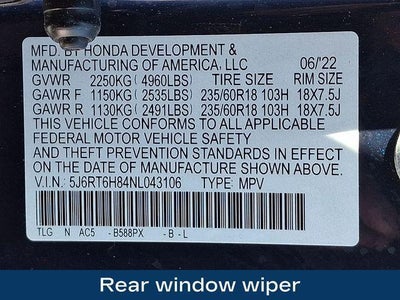 MFD. BY HONDA DEVELOPMENT &
MANUFACTURING OF AMERICA, LLC 06/'22
GVWR 2250KG (4960LBS) TIRE SIZE RIM SIZE
GAWR F 1150KG (2535LBS) 235/60R18 103H 18X7.5J
GAWR R 1130KG (2491LBS) 235/60R18 103H 18X7.5J
THIS VEHICLE CONFORMS TO ALL APPLICABLE
FEDERAL MOTOR VEHICLE SAFETY
AND THEFT PREVENTION STANDARDS IN EFFECT
ON THE DATE OF MANUFACTURE SHOWN ABOVE.
V.I.N.: 5J6RT6H84NL043106 TYPE: MPV
TLG N AC5 -B588PX -B-L
Rear window wiper